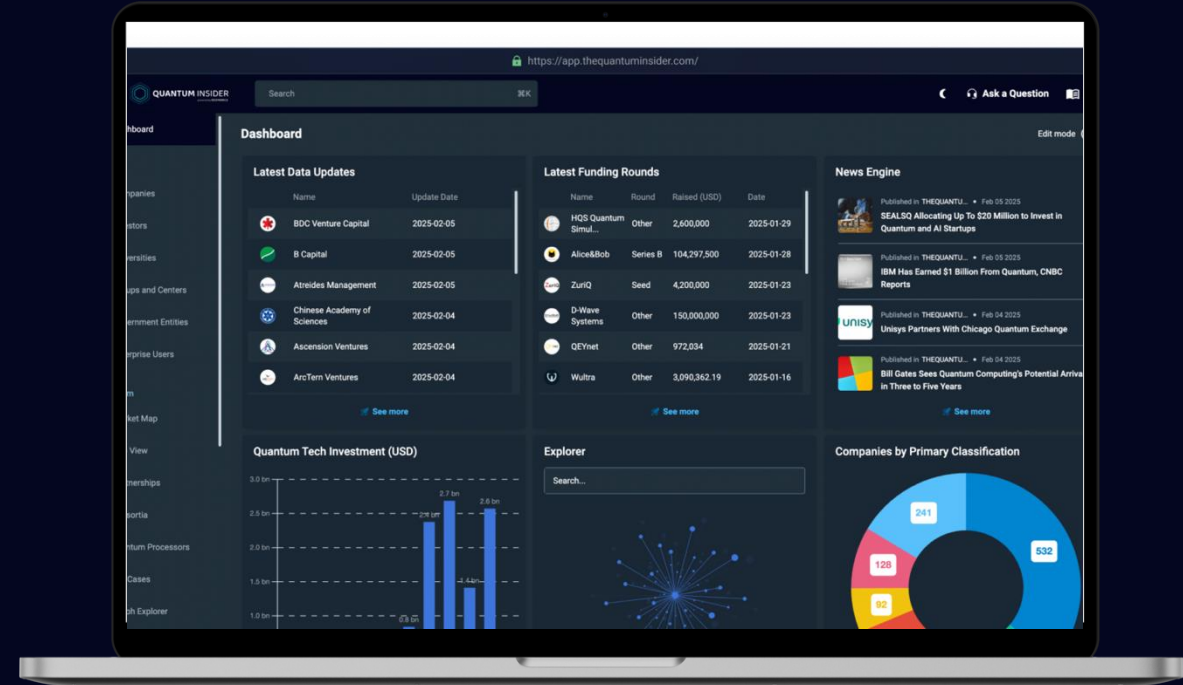 https://app.thequantuminsider.com/
QUANTUM INSIDER
Search
⌘K
Ask a Question
hboard
Dashboard
Edit mode
mpanies
estors
versities
ups and Centers
ernment Entities
erprise Users
m
ket Map
View
tnerships
sortia
ntum Processors
Cases
ph Explorer
Latest Data Updates
Name Update Date
BDC Venture Capital 2025-02-05
B Capital 2025-02-05
Atreides Management 2025-02-05
Chinese Academy of
Sciences 2025-02-04
Ascension Ventures 2025-02-04
ArcTern Ventures 2025-02-04
See more
Latest Funding Rounds
Name Round Raised (USD) Date
HQS Quantum
Simul... Other 2,600,000 2025-01-29
Alice&Bob Series B 104,297,500 2025-01-28
ZuriQ Seed 4,200,000 2025-01-23
D-Wave
Systems Other 150,000,000 2025-01-23
QEYnet Other 972,034 2025-01-21
Wultra Other 3,090,362.19 2025-01-16
See more
News Engine
Published in THEQUANTU... • Feb 05 2025
SEALSQ Allocating Up To $20 Million to Invest in
Quantum and AI Startups
Published in THEQUANTU... • Feb 05 2025
IBM Has Earned $1 Billion From Quantum, CNBC
Reports
UNISY
Published in THEQUANTU... • Feb 04 2025
Unisys Partners With Chicago Quantum Exchange
Published in THEQUANTU... • Feb 04 2025
Bill Gates Sees Quantum Computing's Potential Arriva
in Three to Five Years
See more
Quantum Tech Investment (USD)
3.0 bn
2.7 bn
2.6 bn
2.5 bn
2.4 bn
2.0 bn
1.5 bn
1.4 bn
1.0 bn
0.8 bn
Explorer
Search...
Companies by Primary Classification
241
532
128
92